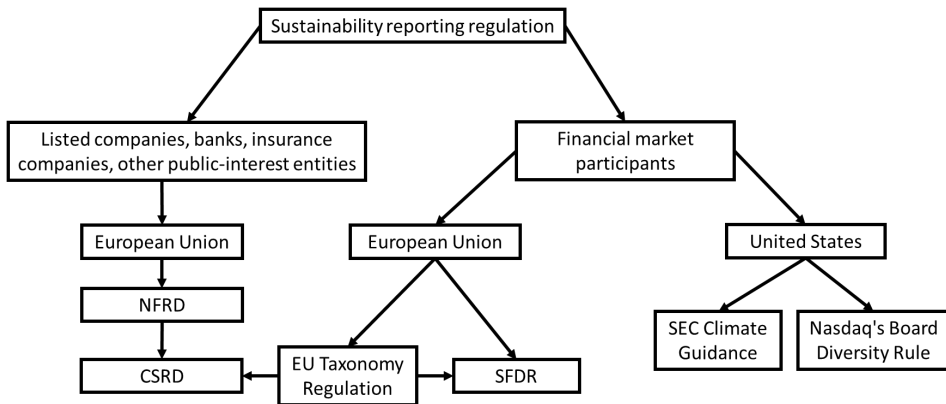 Sustainability reporting regulation
Listed companies, banks, insurance
companies, other public-interest entities
Financial market
participants
European Union
European Union
United States
NFRD
SEC Climate
Guidance
Nasdaq's Board
Diversity Rule
CSRD
EU Taxonomy
Regulation
SFDR